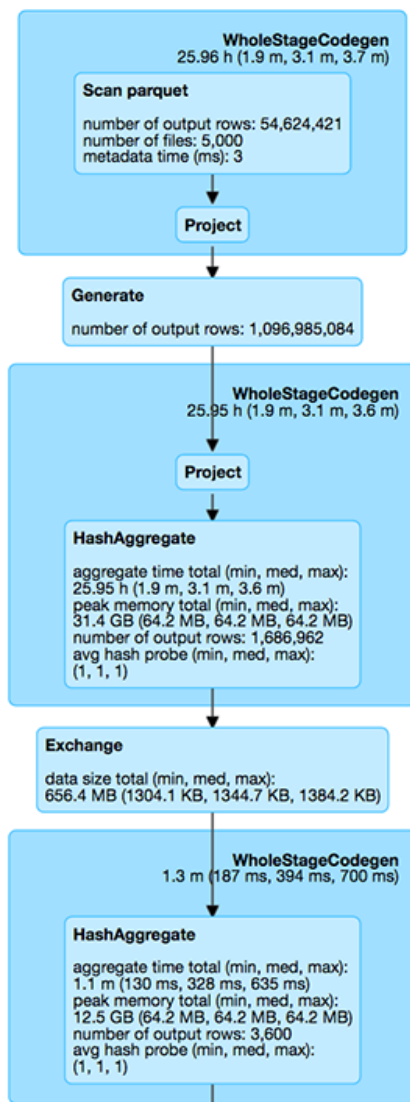 WholeStageCodegen
25.96 h (1.9 m, 3.1 m, 3.7 m)
Scan parquet
number of output rows: 54,624,421
number of files: 5,000
metadata time (ms): 3
Project
Generate
number of output rows: 1,096,985,084
WholeStageCodegen
25.95 h (1.9 m, 3.1 m, 3.6 m)
Project
HashAggregate
aggregate time total (min, med, max):
25.95 h (1.9 m, 3.1 m, 3.6 m)
peak memory total (min, med, max):
31.4 GB (64.2 MB, 64.2 MB, 64.2 MB)
number of output rows: 1,686,962
avg hash probe (min, med, max):
(1, 1, 1)
Exchange
data size total (min, med, max):
656.4 MB (1304.1 KB, 1344.7 KB, 1384.2 KB)
WholeStageCodegen
1.3 m (187 ms, 394 ms, 700 ms)
HashAggregate
aggregate time total (min, med, max):
1.1 m (130 ms, 328 ms, 635 ms)
peak memory total (min, med, max):
12.5 GB (64.2 MB, 64.2 MB, 64.2 MB)
number of output rows: 3,600
avg hash probe (min, med, max):
(1, 1, 1)